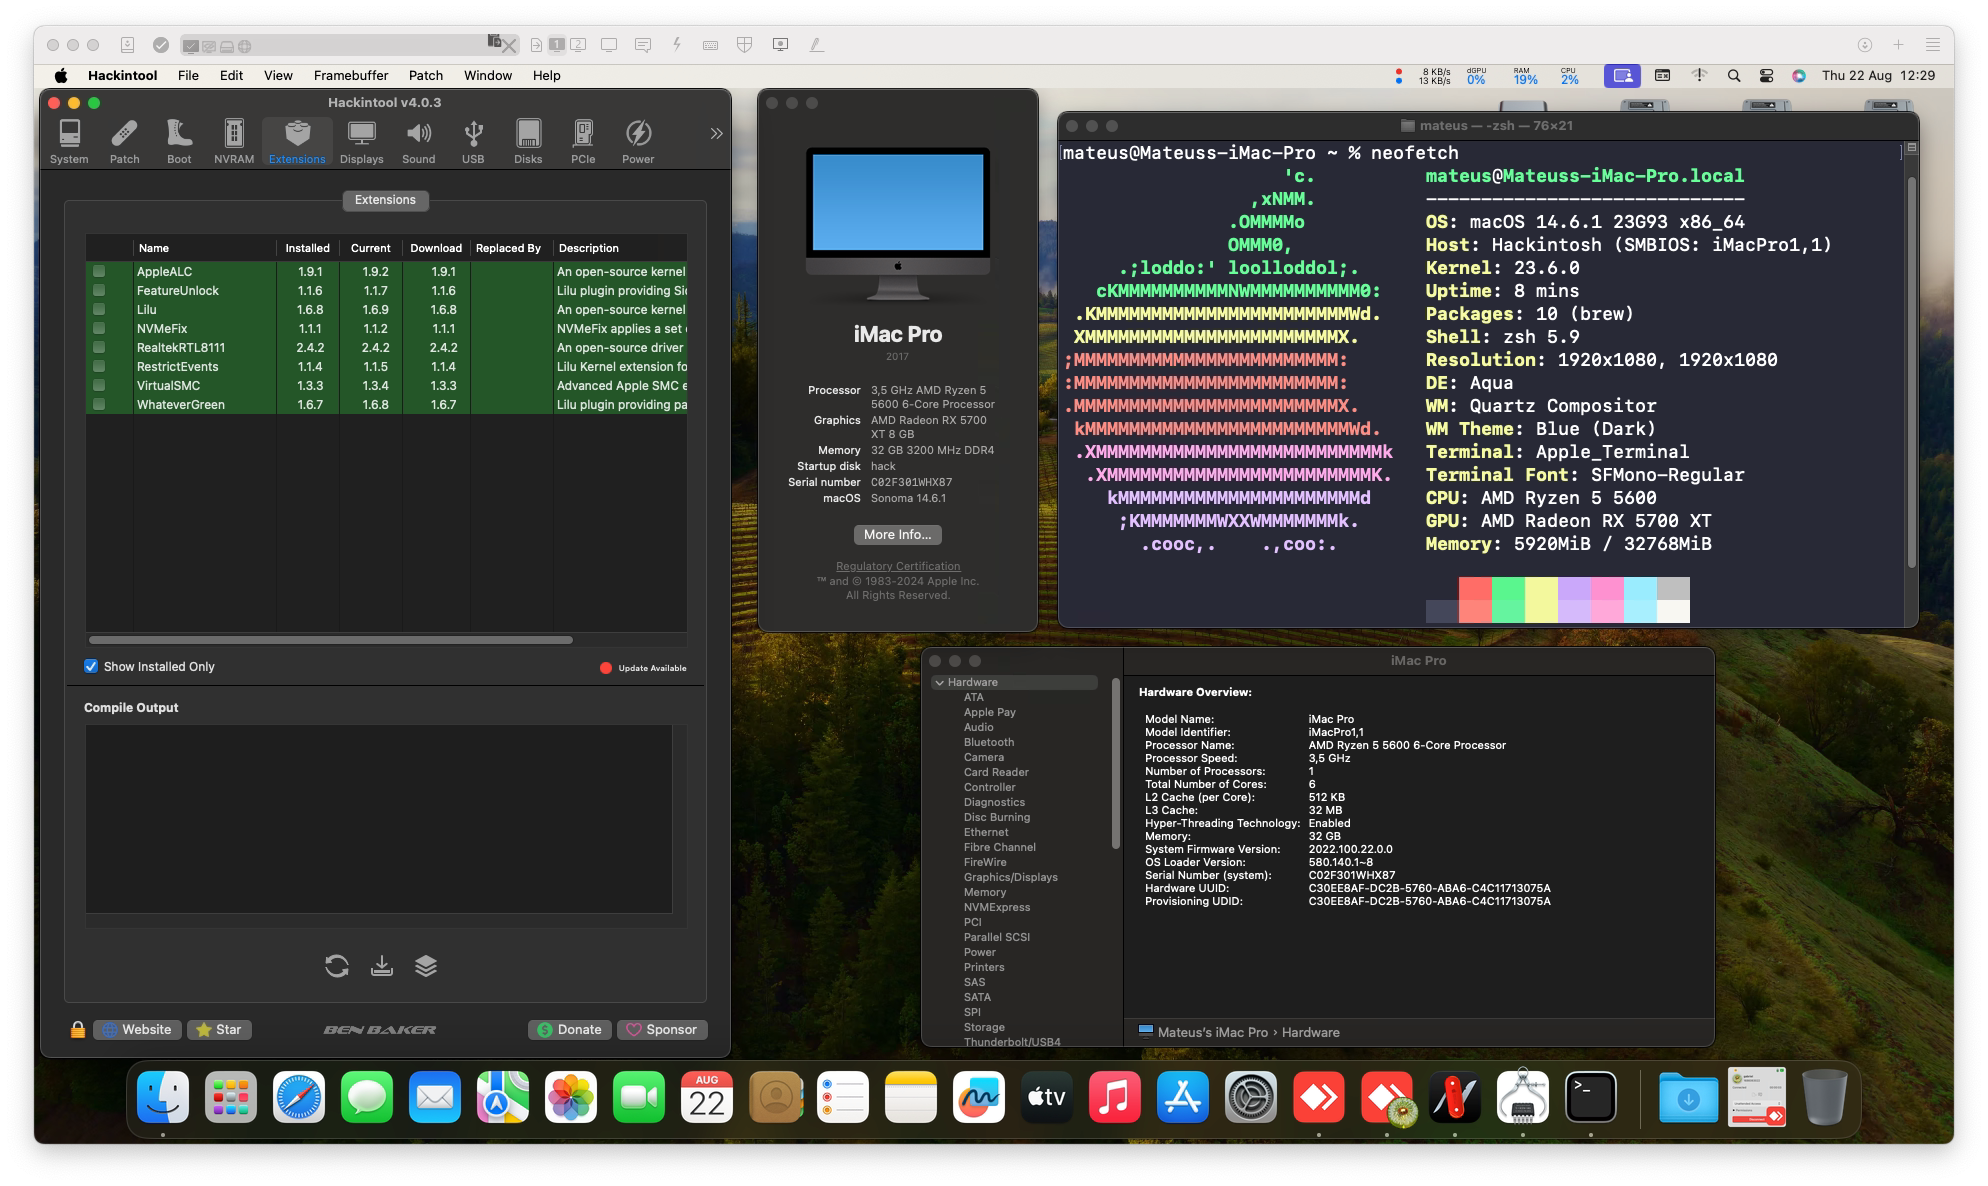 Hackintool File Edit View Framebuffer Patch Window Help
8 KB/s 13 KB/s dGPU 0% RAM 19% CPU 2% Thu 22 Aug 12:29
Hackintool v4.0.3
System Patch Boot NVRAM Extensions Displays Sound USB Disks PCIe Power
Extensions
Name Installed Current Download Replaced By Description
AppleALC 1.9.1 1.9.2 1.9.1 An open-source kernel
FeatureUnlock 1.1.6 1.1.7 1.1.6 Lilu plugin providing Sid
Lilu 1.6.8 1.6.9 1.6.8 An open-source kernel
NVMeFix 1.1.1 1.1.2 1.1.1 NVMeFix applies a set
RealtekRTL8111 2.4.2 2.4.2 2.4.2 An open-source driver
RestrictEvents 1.1.4 1.1.5 1.1.4 Lilu Kernel extension fo
VirtualSMC 1.3.3 1.3.4 1.3.3 Advanced Apple SMC e
WhateverGreen 1.6.7 1.6.8 1.6.7 Lilu plugin providing pa
Show Installed Only
Update Available
Compile Output
Website Star BEN BAKER Donate Sponsor
iMac Pro
2017
Processor 3,5 GHz AMD Ryzen 5
5600 6-Core Processor
Graphics AMD Radeon RX 5700
XT 8 GB
Memory 32 GB 3200 MHz DDR4
Startup disk hack
Serial number C02F301WHX87
macOS Sonoma 14.6.1
More Info...
Regulatory Certification
™ and © 1983-2024 Apple Inc.
All Rights Reserved.
mateus — -zsh — 76×21
mateus@Mateuss-iMac-Pro ~ % neofetch
'c. mateus@Mateuss-iMac-Pro.local
,xNMM. -----------------------------
.OMMMMo OS: macOS 14.6.1 23G93 x86_64
OMMM0, Host: Hackintosh (SMBIOS: iMacPro1,1)
.;loddo:' loolloddol;. Kernel: 23.6.0
cKMMMMMMMMMMNWMMMMMMMMMM0: Uptime: 8 mins
.KMMMMMMMMMMMMMMMMMMMMMMMWd. Packages: 10 (brew)
XMMMMMMMMMMMMMMMMMMMMMMMX. Shell: zsh 5.9
;MMMMMMMMMMMMMMMMMMMMMMMM: Resolution: 1920x1080, 1920x1080
:MMMMMMMMMMMMMMMMMMMMMMMM: DE: Aqua
.MMMMMMMMMMMMMMMMMMMMMMMMX. WM: Quartz Compositor
kMMMMMMMMMMMMMMMMMMMMMMMMWd. WM Theme: Blue (Dark)
.XMMMMMMMMMMMMMMMMMMMMMMMMMMk Terminal: Apple_Terminal
.XMMMMMMMMMMMMMMMMMMMMMMMMK. Terminal Font: SFMono-Regular
kMMMMMMMMMMMMMMMMMMMMMMd CPU: AMD Ryzen 5 5600
;KMMMMMMMWXXWMMMMMMMk. GPU: AMD Radeon RX 5700 XT
.cooc,. .,coo:. Memory: 5920MiB / 32768MiB
iMac Pro
Hardware
ATA
Apple Pay
Audio
Bluetooth
Camera
Card Reader
Controller
Diagnostics
Disc Burning
Ethernet
Fibre Channel
FireWire
Graphics/Displays
Memory
NVMExpress
PCI
Parallel SCSI
Power
Printers
SAS
SATA
SPI
Storage
Thunderbolt/USB4
Hardware Overview:
Model Name: iMac Pro
Model Identifier: iMacPro1,1
Processor Name: AMD Ryzen 5 5600 6-Core Processor
Processor Speed: 3,5 GHz
Number of Processors: 1
Total Number of Cores: 6
L2 Cache (per Core): 512 KB
L3 Cache: 32 MB
Hyper-Threading Technology: Enabled
Memory: 32 GB
System Firmware Version: 2022.100.22.0.0
OS Loader Version: 580.140.1~8
Serial Number (system): C02F301WHX87
Hardware UUID: C30EE8AF-DC2B-5760-ABA6-C4C11713075A
Provisioning UDID: C30EE8AF-DC2B-5760-ABA6-C4C11713075A
Mateus's iMac Pro › Hardware
AUG
22
tv
>_